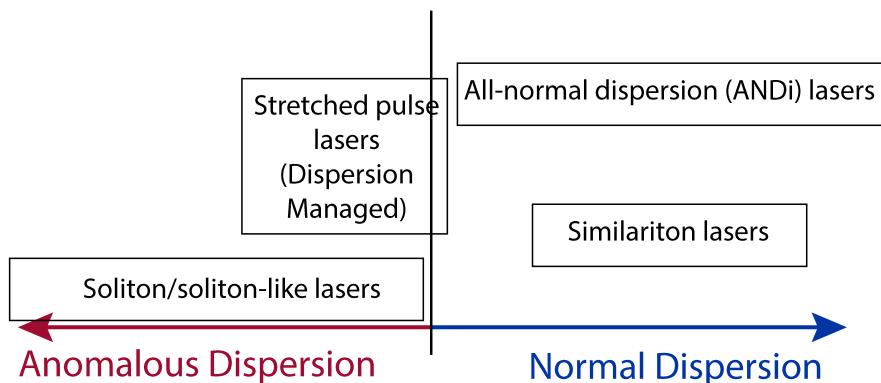 All-normal dispersion (ANDi) lasers
Stretched pulse
lasers
(Dispersion
Managed)
Similariton lasers
Soliton/soliton-like lasers
Anomalous Dispersion
Normal Dispersion